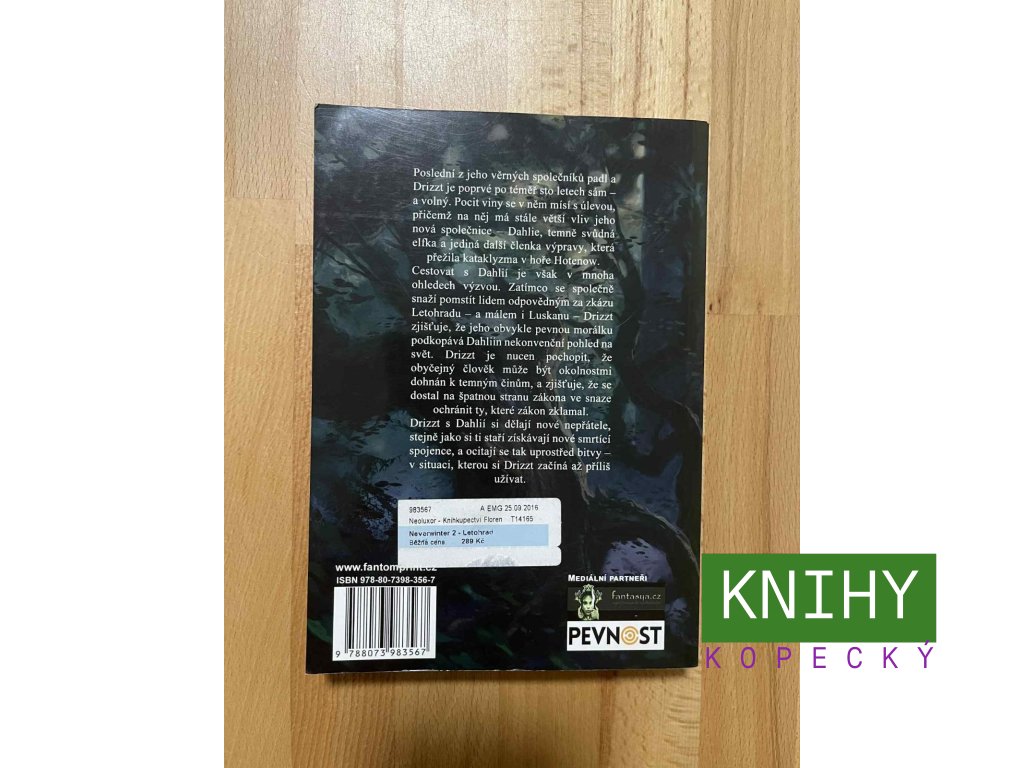 Poslední z jeho věrných společníků padl a
Drizzt je poprvé po téměř sto letech sám –
a volný. Pocit viny se v něm mísí s úlevou,
přičemž na něj má stále větší vliv jeho
nová společnice – Dahlie, temně svůdná
elfka a jediná další členka výpravy, která
přežila kataklyzma v hoře Hotenow.
Cestovat s Dahlií je však v mnoha
ohledech výzvou. Zatímco se společně
snaží pomstít lidem odpovědným za zkázu
Letohradu – a málem i Luskanu – Drizzt
zjišťuje, že jeho obvykle pevnou morálku
podkopává Dahliin nekonvenční pohled na
svět. Drizzt je nucen pochopit, že
obyčejný člověk může být okolnostmi
dohnán k temným činům, a zjišťuje, že se
dostal na špatnou stranu zákona ve snaze
ochránit ty, které zákon zklamal.
Drizzt s Dahlií si dělají nové nepřátele,
stejně jako si ti staří získávají nové smrtící
spojence, a ocitají se tak uprostřed bitvy –
v situaci, kterou si Drizzt začíná až příliš
užívat.
983567 A EMG 25.09.2016
Neoluxor - Knihkupectví Floren T14165
Neverwinter 2 - Letohrad
Běžná cena 289 Kč
www.fantomprint.cz
ISBN 978-80-7398-356-7
9 788073 983567
MEDIÁLNÍ PARTNEŘI
fantasya.cz
PEVNOST
KNIHY
KOPECKÝ